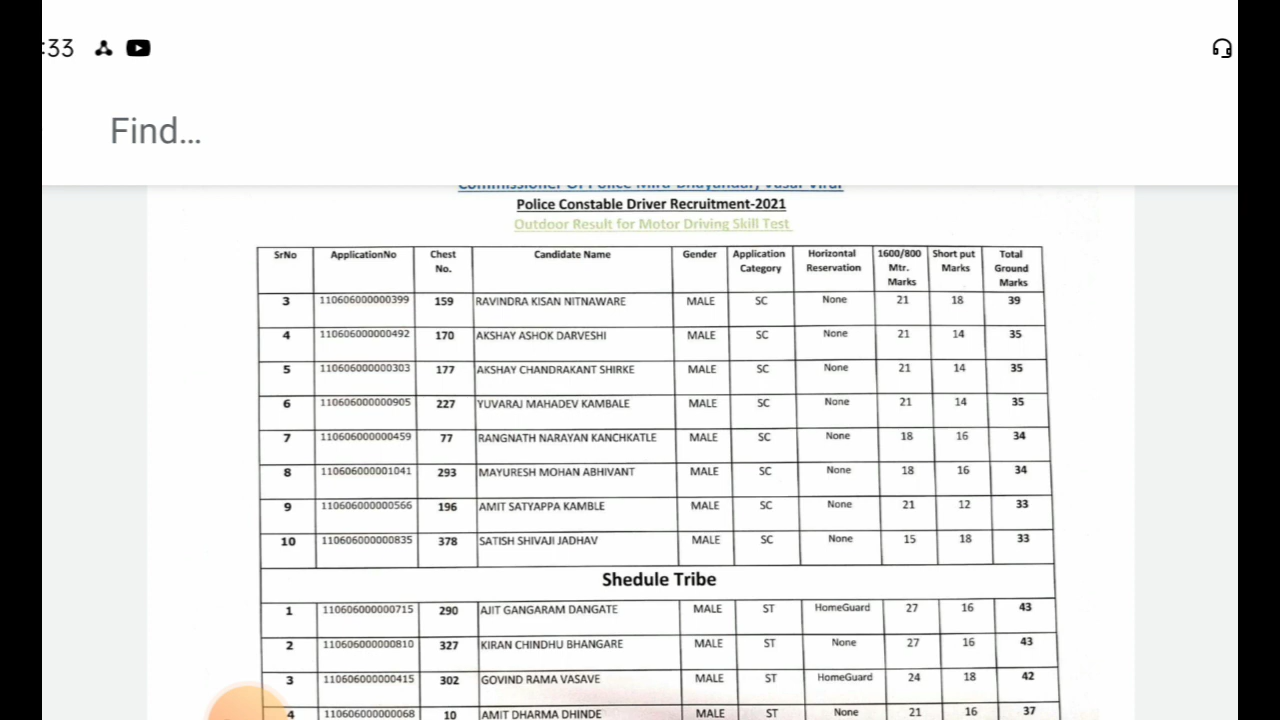 :33
Find...
Commissioner Of Police Mira-Bhayandar, Vasai-Virar
Police Constable Driver Recruitment-2021
Outdoor Result for Motor Driving Skill Test
SrNo ApplicationNo Chest No. Candidate Name Gender Application Category Horizontal Reservation 1600/800 Mtr. Marks Short put Marks Total Ground Marks
3 110606000000399 159 RAVINDRA KISAN NITNAWARE MALE SC None 21 18 39
4 110606000000492 170 AKSHAY ASHOK DARVESHI MALE SC None 21 14 35
5 110606000000303 177 AKSHAY CHANDRAKANT SHIRKE MALE SC None 21 14 35
6 110606000000905 227 YUVARAJ MAHADEV KAMBALE MALE SC None 21 14 35
7 110606000000459 77 RANGNATH NARAYAN KANCHKATLE MALE SC None 18 16 34
8 110606000001041 293 MAYURESH MOHAN ABHIVANT MALE SC None 18 16 34
9 110606000000566 196 AMIT SATYAPPA KAMBLE MALE SC None 21 12 33
10 110606000000835 378 SATISH SHIVAJI JADHAV MALE SC None 15 18 33
Shedule Tribe
1 110606000000715 290 AJIT GANGARAM DANGATE MALE ST HomeGuard 27 16 43
2 110606000000810 327 KIRAN CHINDHU BHANGARE MALE ST None 27 16 43
3 110606000000415 302 GOVIND RAMA VASAVE MALE ST HomeGuard 24 18 42
4 110606000000068 10 AMIT DHARMA DHINDE MALE ST None 21 16 37